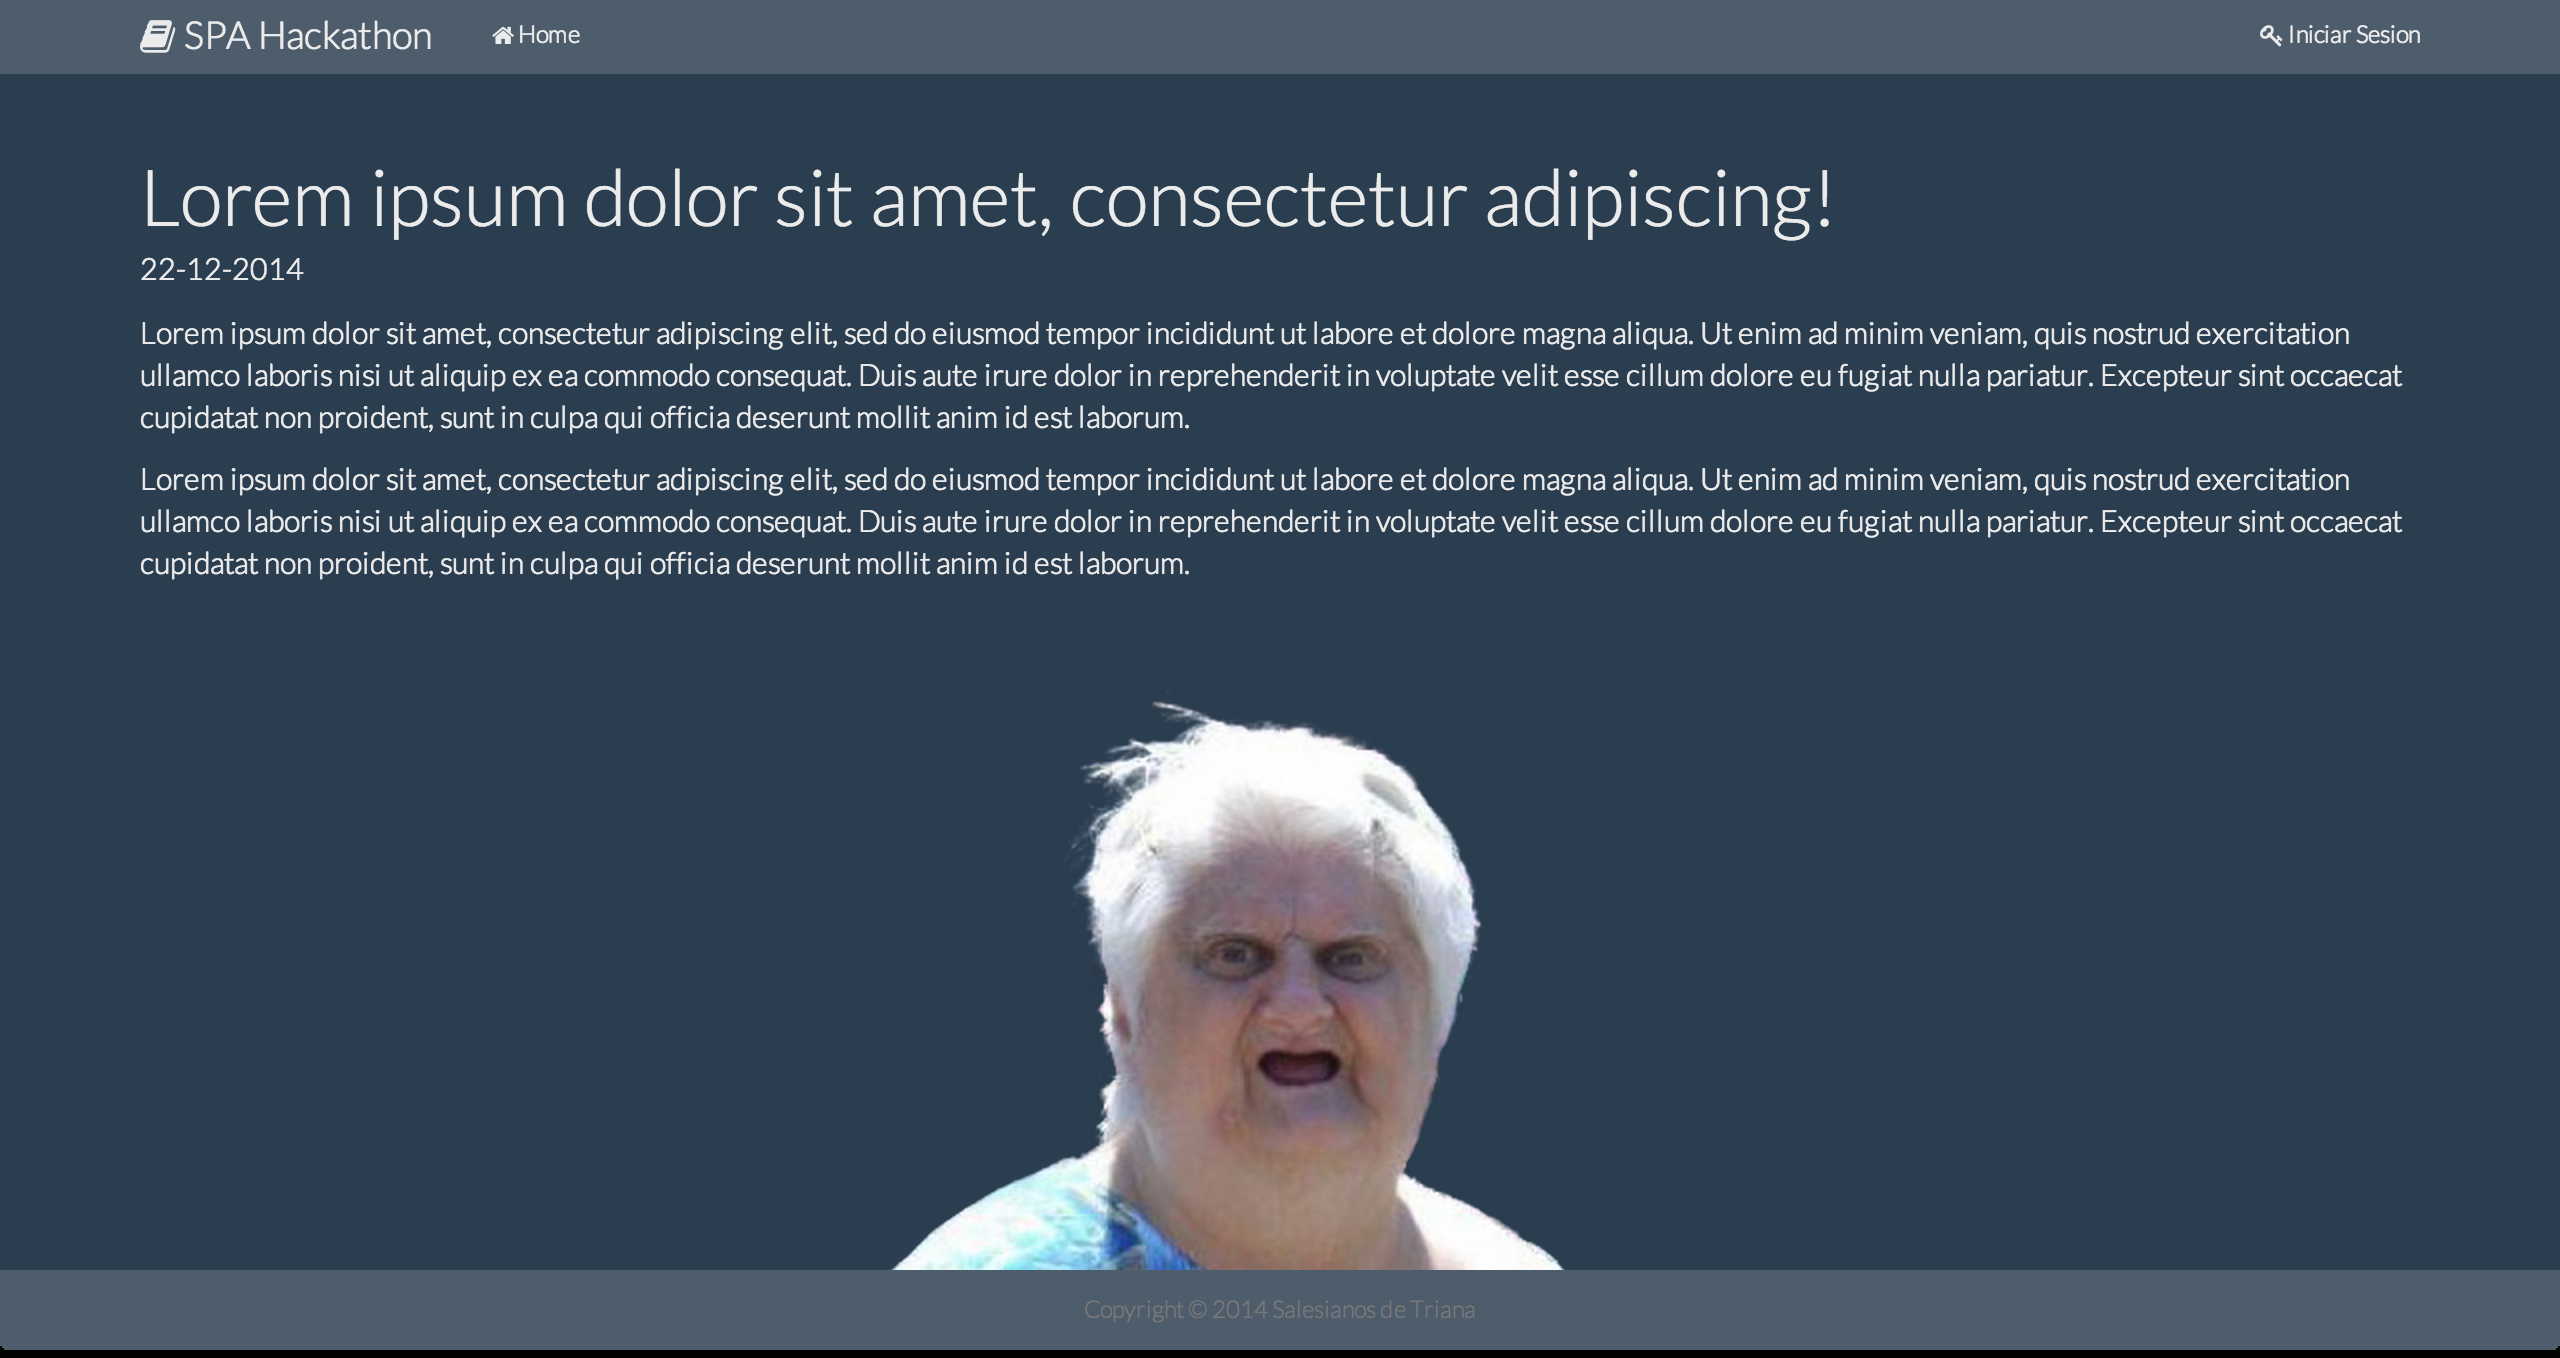 SPA Hackathon Home Iniciar Sesion
Lorem ipsum dolor sit amet, consectetur adipiscing!
22-12-2014
Lorem ipsum dolor sit amet, consectetur adipiscing elit, sed do eiusmod tempor incididunt ut labore et dolore magna aliqua. Ut enim ad minim veniam, quis nostrud exercitation
ullamco laboris nisi ut aliquip ex ea commodo consequat. Duis aute irure dolor in reprehenderit in voluptate velit esse cillum dolore eu fugiat nulla pariatur. Excepteur sint occaecat
cupidatat non proident, sunt in culpa qui officia deserunt mollit anim id est laborum.
Lorem ipsum dolor sit amet, consectetur adipiscing elit, sed do eiusmod tempor incididunt ut labore et dolore magna aliqua. Ut enim ad minim veniam, quis nostrud exercitation
ullamco laboris nisi ut aliquip ex ea commodo consequat. Duis aute irure dolor in reprehenderit in voluptate velit esse cillum dolore eu fugiat nulla pariatur. Excepteur sint occaecat
cupidatat non proident, sunt in culpa qui officia deserunt mollit anim id est laborum.
Copyright © 2014 Salesianos de Triana